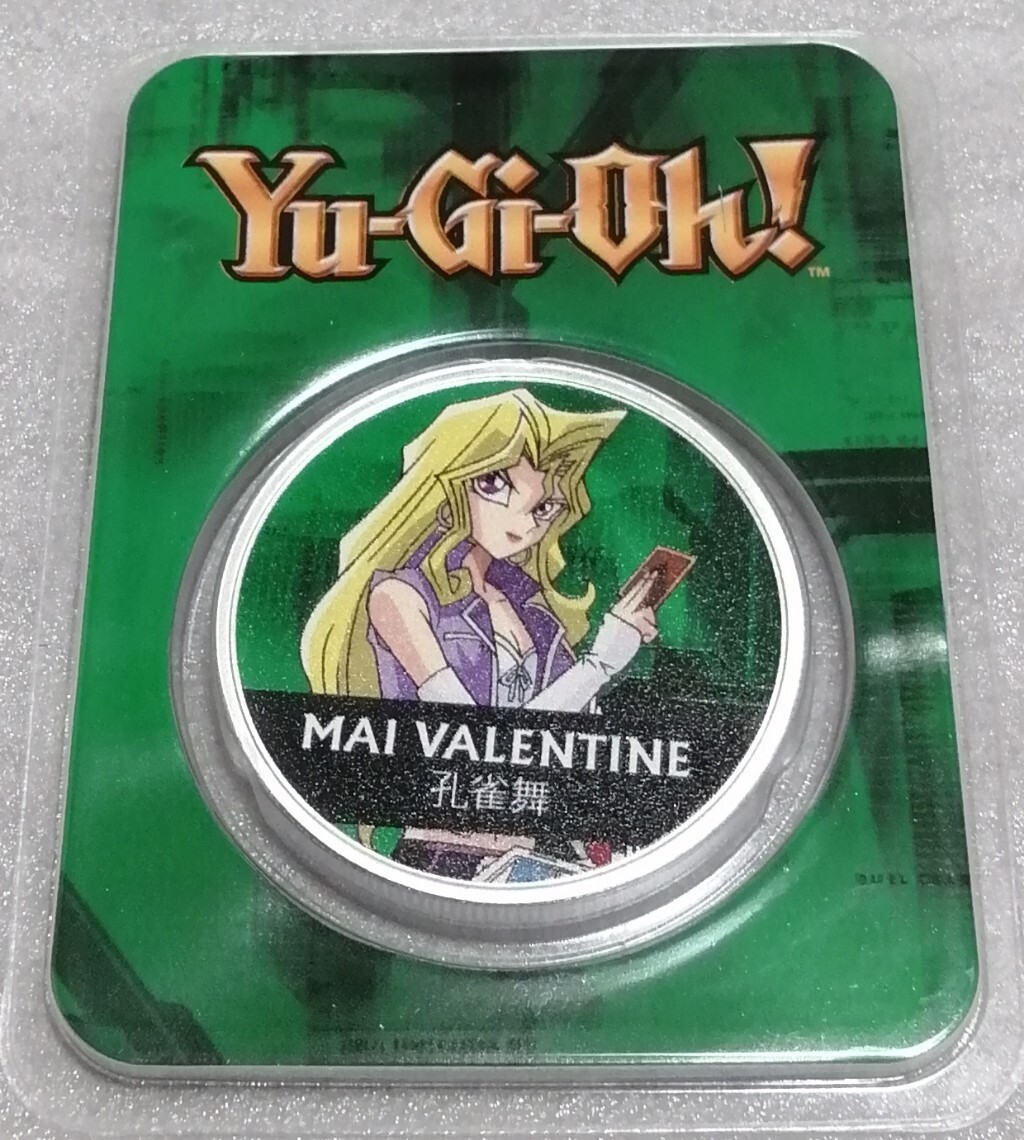 Yu-Gi-Oh!™
MAI VALENTINE
孔雀舞